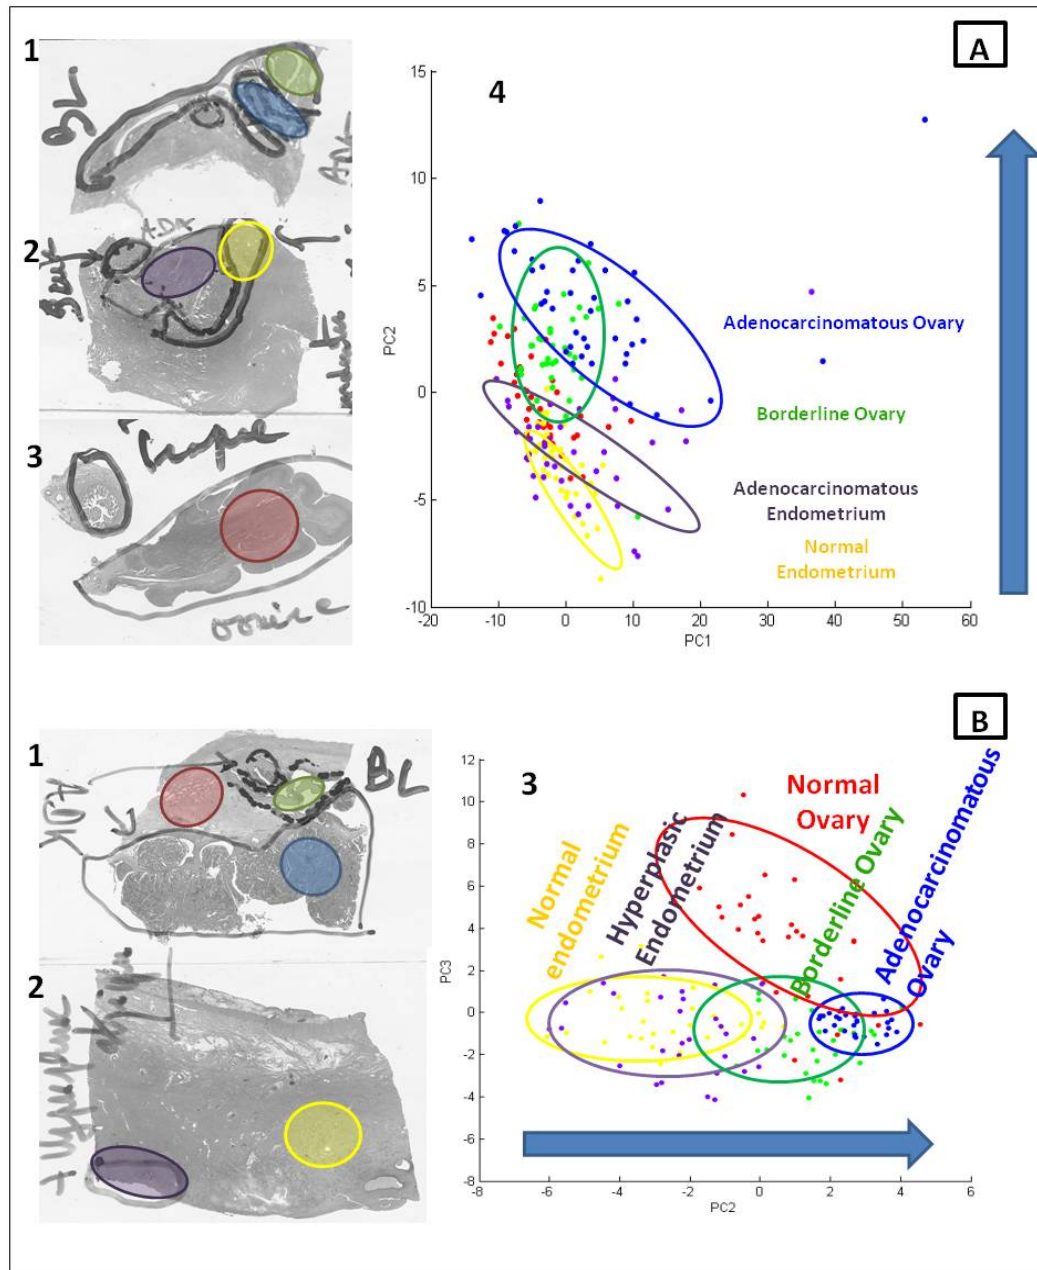 A
1
BL
2
ADK
3
Trompe
ovaire
4
15
10
5
0
-5
-10
PC2
-20
-10
0
10
20
30
40
50
60
PC1
Adenocarcinomatous Ovary
Borderline Ovary
Adenocarcinomatous
Endometrium
Normal
Endometrium
B
1
ADK
BL
2
3
12
10
8
6
4
2
0
-2
-4
-6
-8
PC3
-8
-6
-4
-2
0
2
4
6
PC2
Normal
endometrium
Hyperplasic
Endometrium
Normal
Ovary
Borderline Ovary
Adenocarcinomatous
Ovary